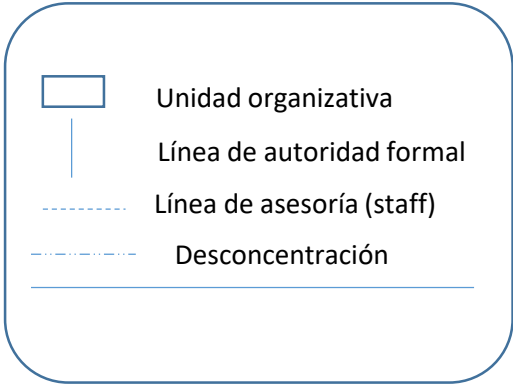 Unidad organizativa
Línea de autoridad formal
Línea de asesoría (staff)
Desconcentración